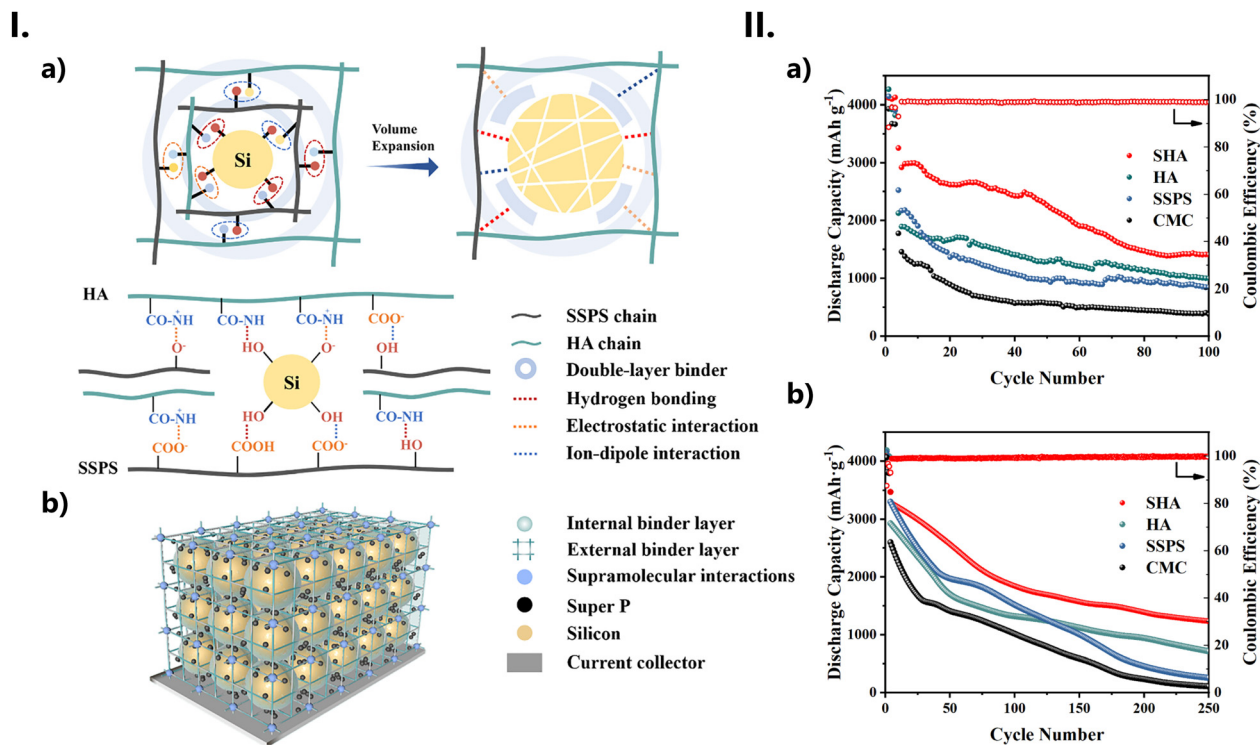 I.
a)
Si
Volume
Expansion
HA
CO-NH
+
CO-NH
CO-NH
+
COO-
O-
HO
O-
OH
Si
CO-NH
+
HO
OH
CO-NH
COO-
COOH
COO-
HO
SSPS
SSPS chain
HA chain
Double-layer binder
Hydrogen bonding
Electrostatic interaction
Ion-dipole interaction
b)
Internal binder layer
External binder layer
Supramolecular interactions
Super P
Silicon
Current collector
II.
a)
Discharge Capacity (mAh g⁻¹)
4000
3000
2000
1000
0
0 20 40 60 80 100
Cycle Number
100
80
60
40
20
0
Coulombic Efficiency (%)
SHA
HA
SSPS
CMC
b)
Discharge Capacity (mAh·g⁻¹)
4000
3000
2000
1000
0
0 50 100 150 200 250
Cycle Number
100
80
60
40
20
0
Coulombic Efficiency (%)
SHA
HA
SSPS
CMC